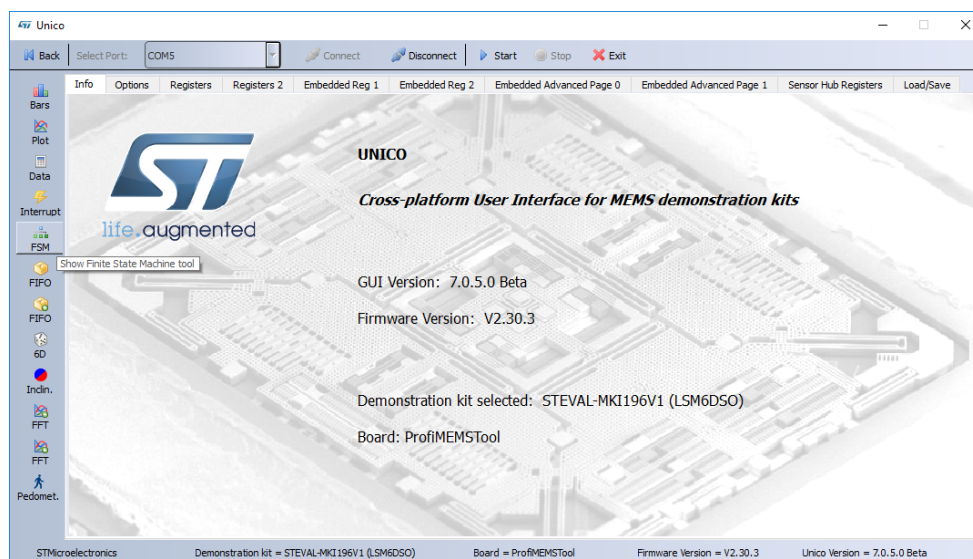 Unico
Back Select Port: COM5 Connect Disconnect Start Stop Exit
Info Options Registers Registers 2 Embedded Reg 1 Embedded Reg 2 Embedded Advanced Page 0 Embedded Advanced Page 1 Sensor Hub Registers Load/Save
Bars
Plot
Data
Interrupt
FSM
Show Finite State Machine tool
FIFO
FIFO
6D
Inclin.
FFT
FFT
Pedomet.
ST
life.augmented
UNICO
Cross-platform User Interface for MEMS demonstration kits
GUI Version: 7.0.5.0 Beta
Firmware Version: V2.30.3
Demonstration kit selected: STEVAL-MKI196V1 (LSM6DSO)
Board: ProfiMEMSTool
STMicroelectronics Demonstration kit = STEVAL-MKI196V1 (LSM6DSO) Board = ProfiMEMSTool Firmware Version = V2.30.3 Unico Version = 7.0.5.0 Beta